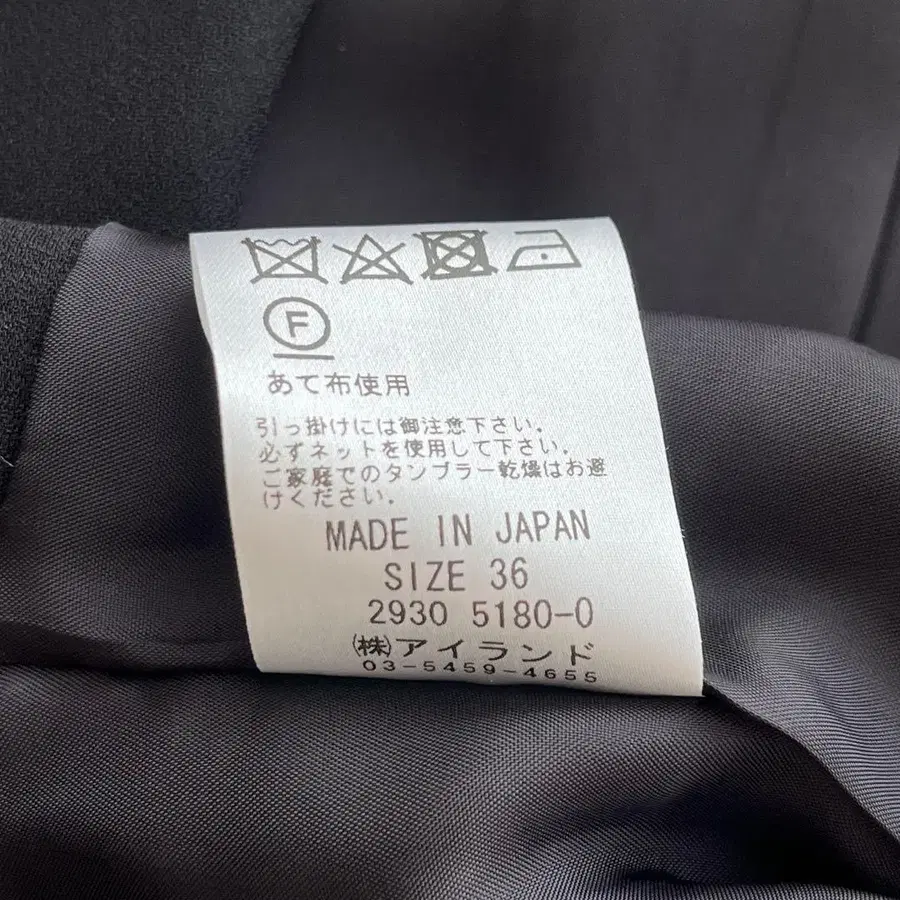 F
あて布使用
引っ掛けには御注意下さい.
必ずネットを使用して下さい.
ご家庭でのタンブラー乾燥はお避
けください.
MADE IN JAPAN
SIZE 36
2930 5180-0
㈱アイランド
03-5459-4655